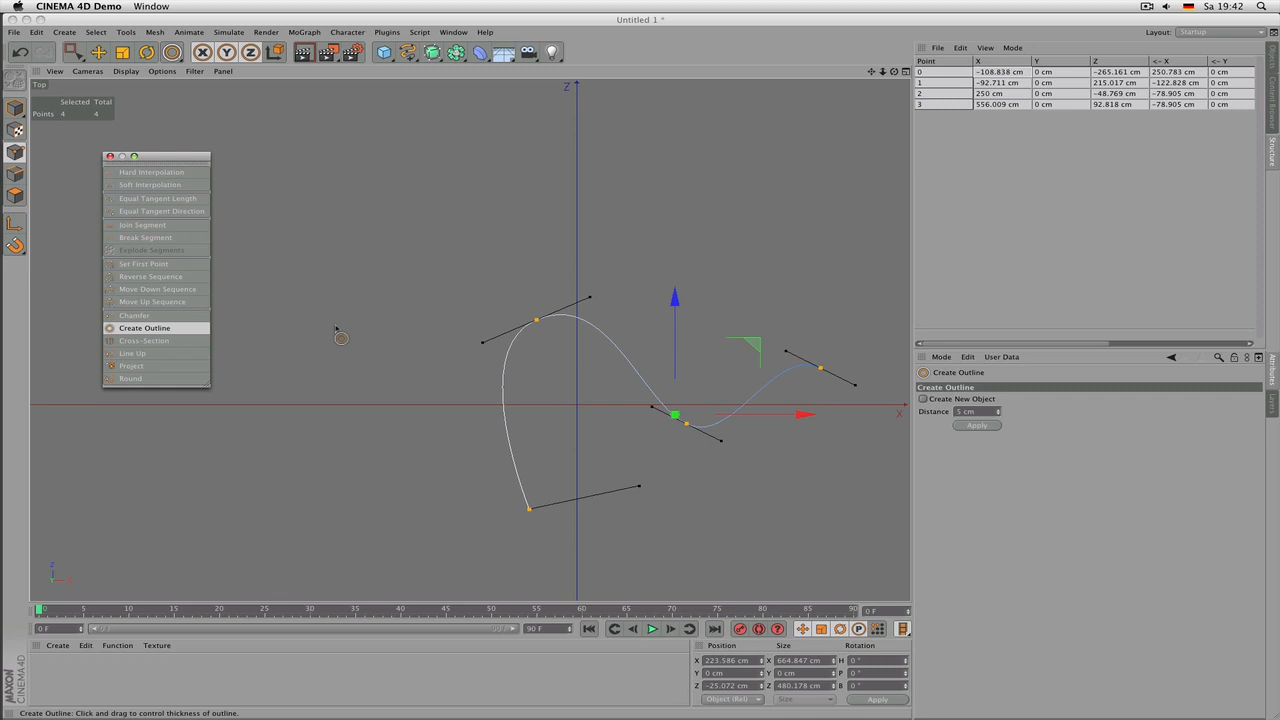 CINEMA 4D Demo Window Sa 19:42
Untitled 1 *
File Edit Create Select Tools Mesh Animate Simulate Render MoGraph Character Plugins Script Window Help Layout: Startup
X Y Z
File Edit View Mode
View Cameras Display Options Filter Panel
Top
Selected Total
Points 4 4
Point X Y Z <- X <- Y
0 -108.838 cm 0 cm -265.161 cm 250.783 cm 0 cm
1 -92.711 cm 0 cm 215.017 cm -122.828 cm 0 cm
2 250 cm 0 cm -48.769 cm -78.905 cm 0 cm
3 556.009 cm 0 cm 92.818 cm -78.905 cm 0 cm
Z
Hard Interpolation
Soft Interpolation
Equal Tangent Length
Equal Tangent Direction
Join Segment
Break Segment
Explode Segments
Set First Point
Reverse Sequence
Move Down Sequence
Move Up Sequence
Chamfer
Create Outline
Cross-Section
Line Up
Project
Round
X
Objects
Content Browser
Structure
Mode Edit User Data
Create Outline
Create Outline
Create New Object
Distance 5 cm
Apply
Attributes
Layers
Z
Y X
0 5 10 15 20 25 30 35 40 45 50 55 60 65 70 75 80 85 90 0 F
0 F 0 F 90 F 90 F
P
Create Edit Function Texture
Position Size Rotation
X 223.586 cm X 664.847 cm H 0 °
Y 0 cm Y 0 cm P 0 °
Z -25.072 cm Z 480.178 cm B 0 °
Object (Rel) Size Apply
MAXON
CINEMA 4D
Create Outline: Click and drag to control thickness of outline.